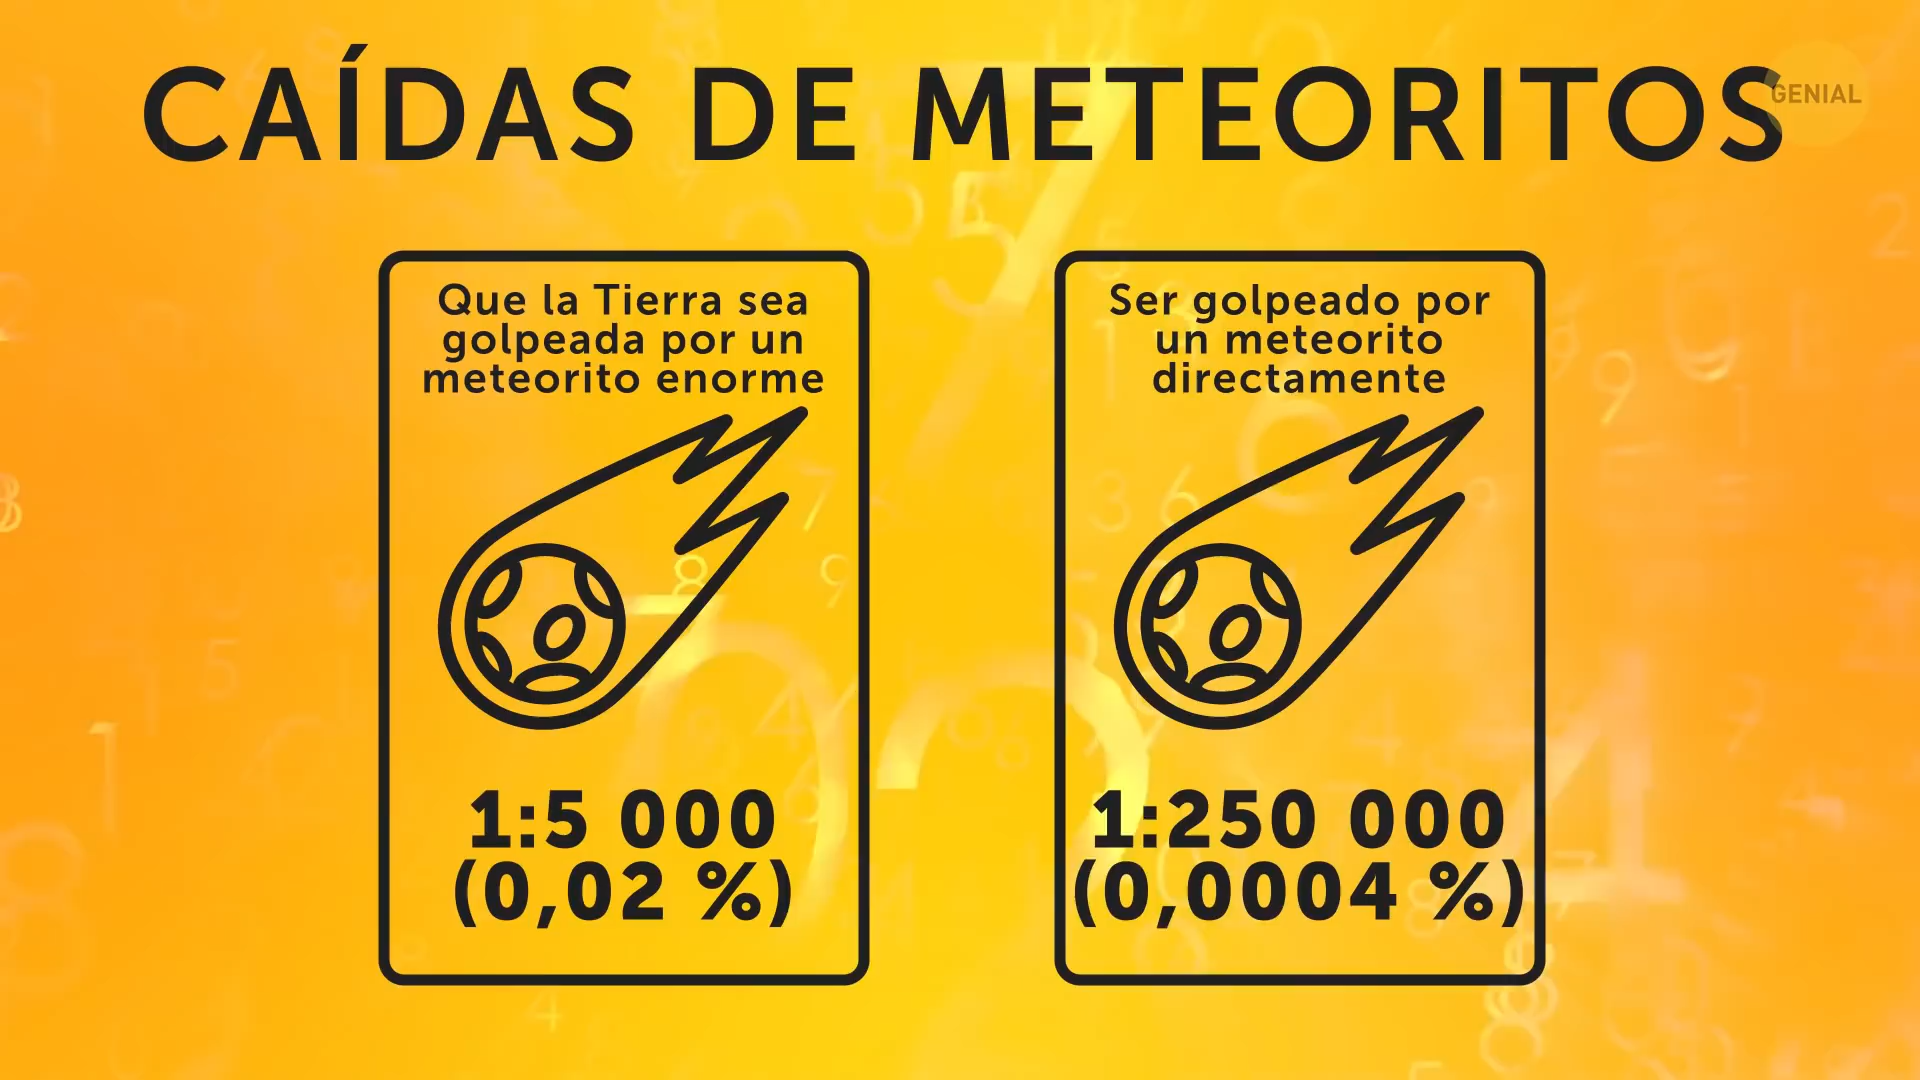 CAÍDAS DE METEORITOS
GENIAL
Que la Tierra sea
golpeada por un
meteorito enorme
1:5 000
(0,02 %)
Ser golpeado por
un meteorito
directamente
1:250 000
(0,0004 %)